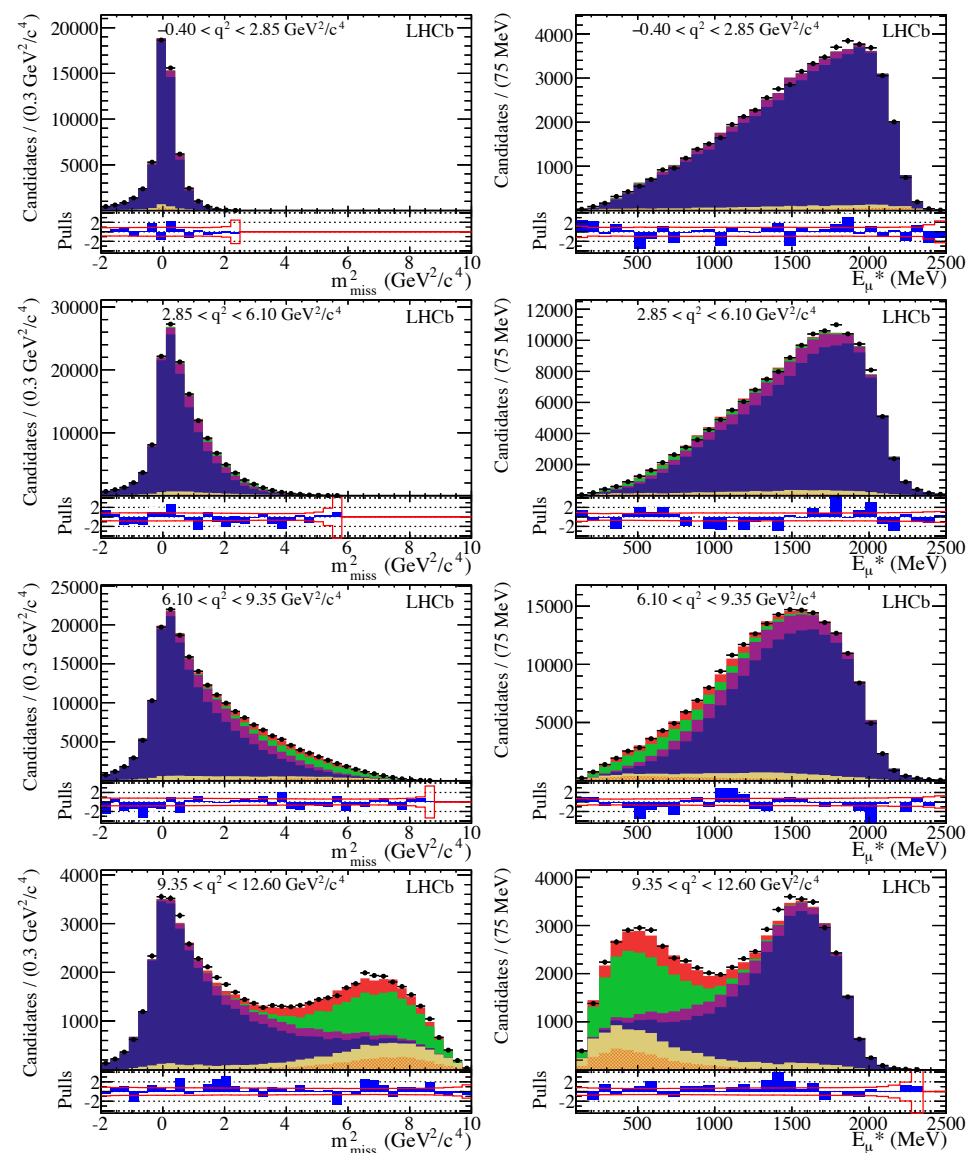 −0.40 < q² < 2.85 GeV²/c⁴
LHCb
Candidates / (0.3 GeV²/c⁴)
20000
15000
10000
5000
Pulls
2
-2
-2 0 2 4 6 8 10
m²miss (GeV²/c⁴)
−0.40 < q² < 2.85 GeV²/c⁴
LHCb
Candidates / (75 MeV)
4000
3000
2000
1000
Pulls
2
-2
500 1000 1500 2000 2500
Eμ* (MeV)
2.85 < q² < 6.10 GeV²/c⁴
LHCb
Candidates / (0.3 GeV²/c⁴)
30000
20000
10000
Pulls
2
-2
-2 0 2 4 6 8 10
m²miss (GeV²/c⁴)
2.85 < q² < 6.10 GeV²/c⁴
LHCb
Candidates / (75 MeV)
12000
10000
8000
6000
4000
2000
Pulls
2
-2
500 1000 1500 2000 2500
Eμ* (MeV)
6.10 < q² < 9.35 GeV²/c⁴
LHCb
Candidates / (0.3 GeV²/c⁴)
25000
20000
15000
10000
5000
Pulls
2
-2
-2 0 2 4 6 8 10
m²miss (GeV²/c⁴)
6.10 < q² < 9.35 GeV²/c⁴
LHCb
Candidates / (75 MeV)
15000
10000
5000
Pulls
2
-2
500 1000 1500 2000 2500
Eμ* (MeV)
9.35 < q² < 12.60 GeV²/c⁴
LHCb
Candidates / (0.3 GeV²/c⁴)
4000
3000
2000
1000
Pulls
2
-2
-2 0 2 4 6 8 10
m²miss (GeV²/c⁴)
9.35 < q² < 12.60 GeV²/c⁴
LHCb
Candidates / (75 MeV)
4000
3000
2000
1000
Pulls
2
-2
500 1000 1500 2000 2500
Eμ* (MeV)